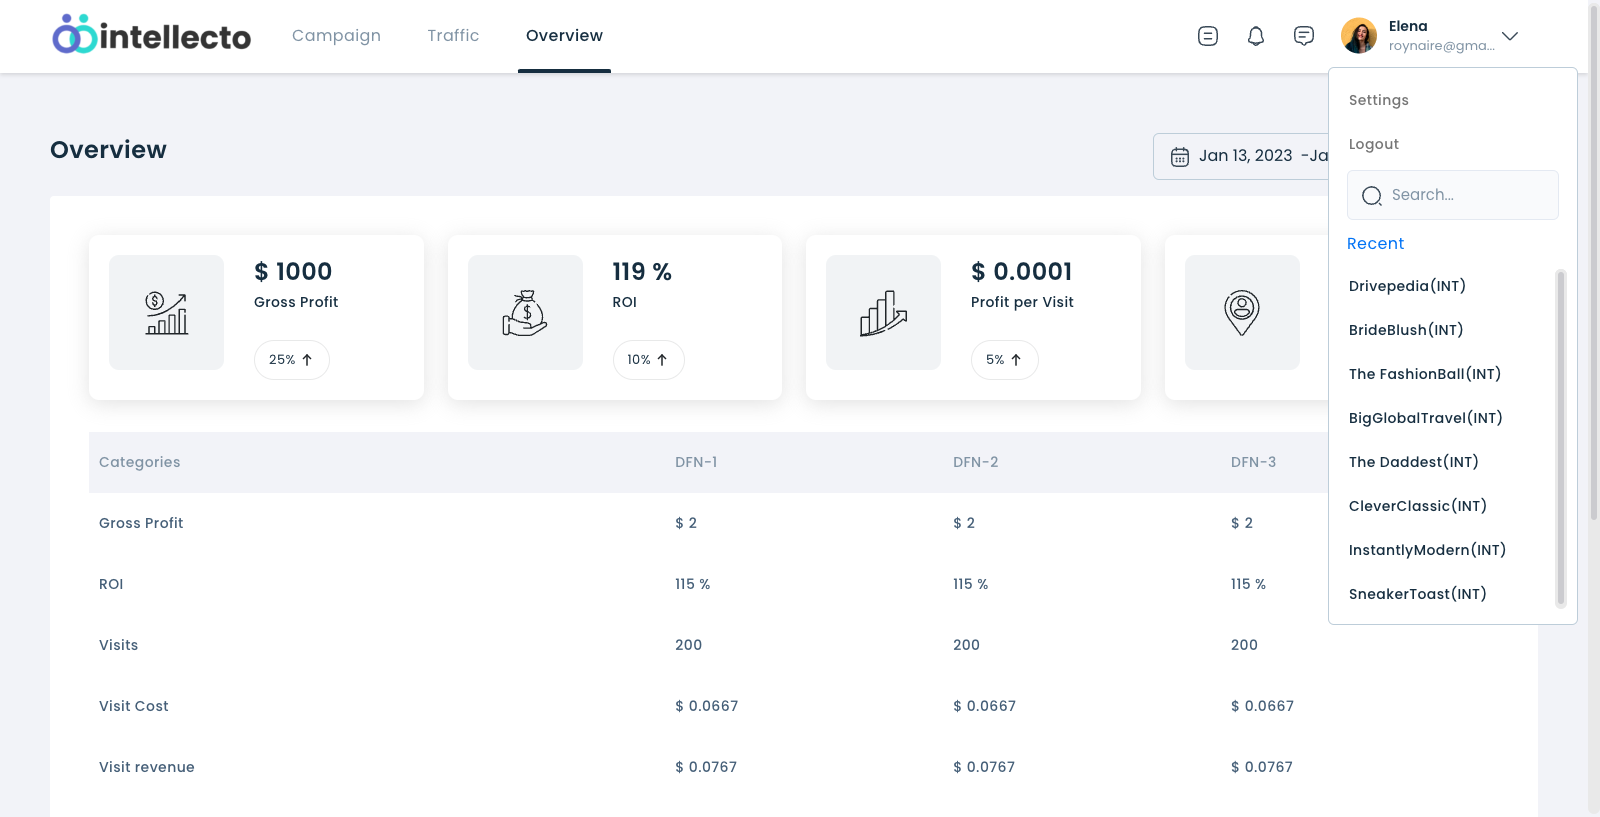 intellecto
Campaign
Traffic
Overview
Elena
roynaire@gma...
Settings
Logout
Search...
Recent
Drivepedia(INT)
BrideBlush(INT)
The FashionBall(INT)
BigGlobalTravel(INT)
The Daddest(INT)
CleverClassic(INT)
InstantlyModern(INT)
SneakerToast(INT)
Overview
Jan 13, 2023 -Ja
$ 1000
Gross Profit
25% ↑
119 %
ROI
10% ↑
$ 0.0001
Profit per Visit
5% ↑
Categories DFN-1 DFN-2 DFN-3
Gross Profit $ 2 $ 2 $ 2
ROI 115 % 115 % 115 %
Visits 200 200 200
Visit Cost $ 0.0667 $ 0.0667 $ 0.0667
Visit revenue $ 0.0767 $ 0.0767 $ 0.0767